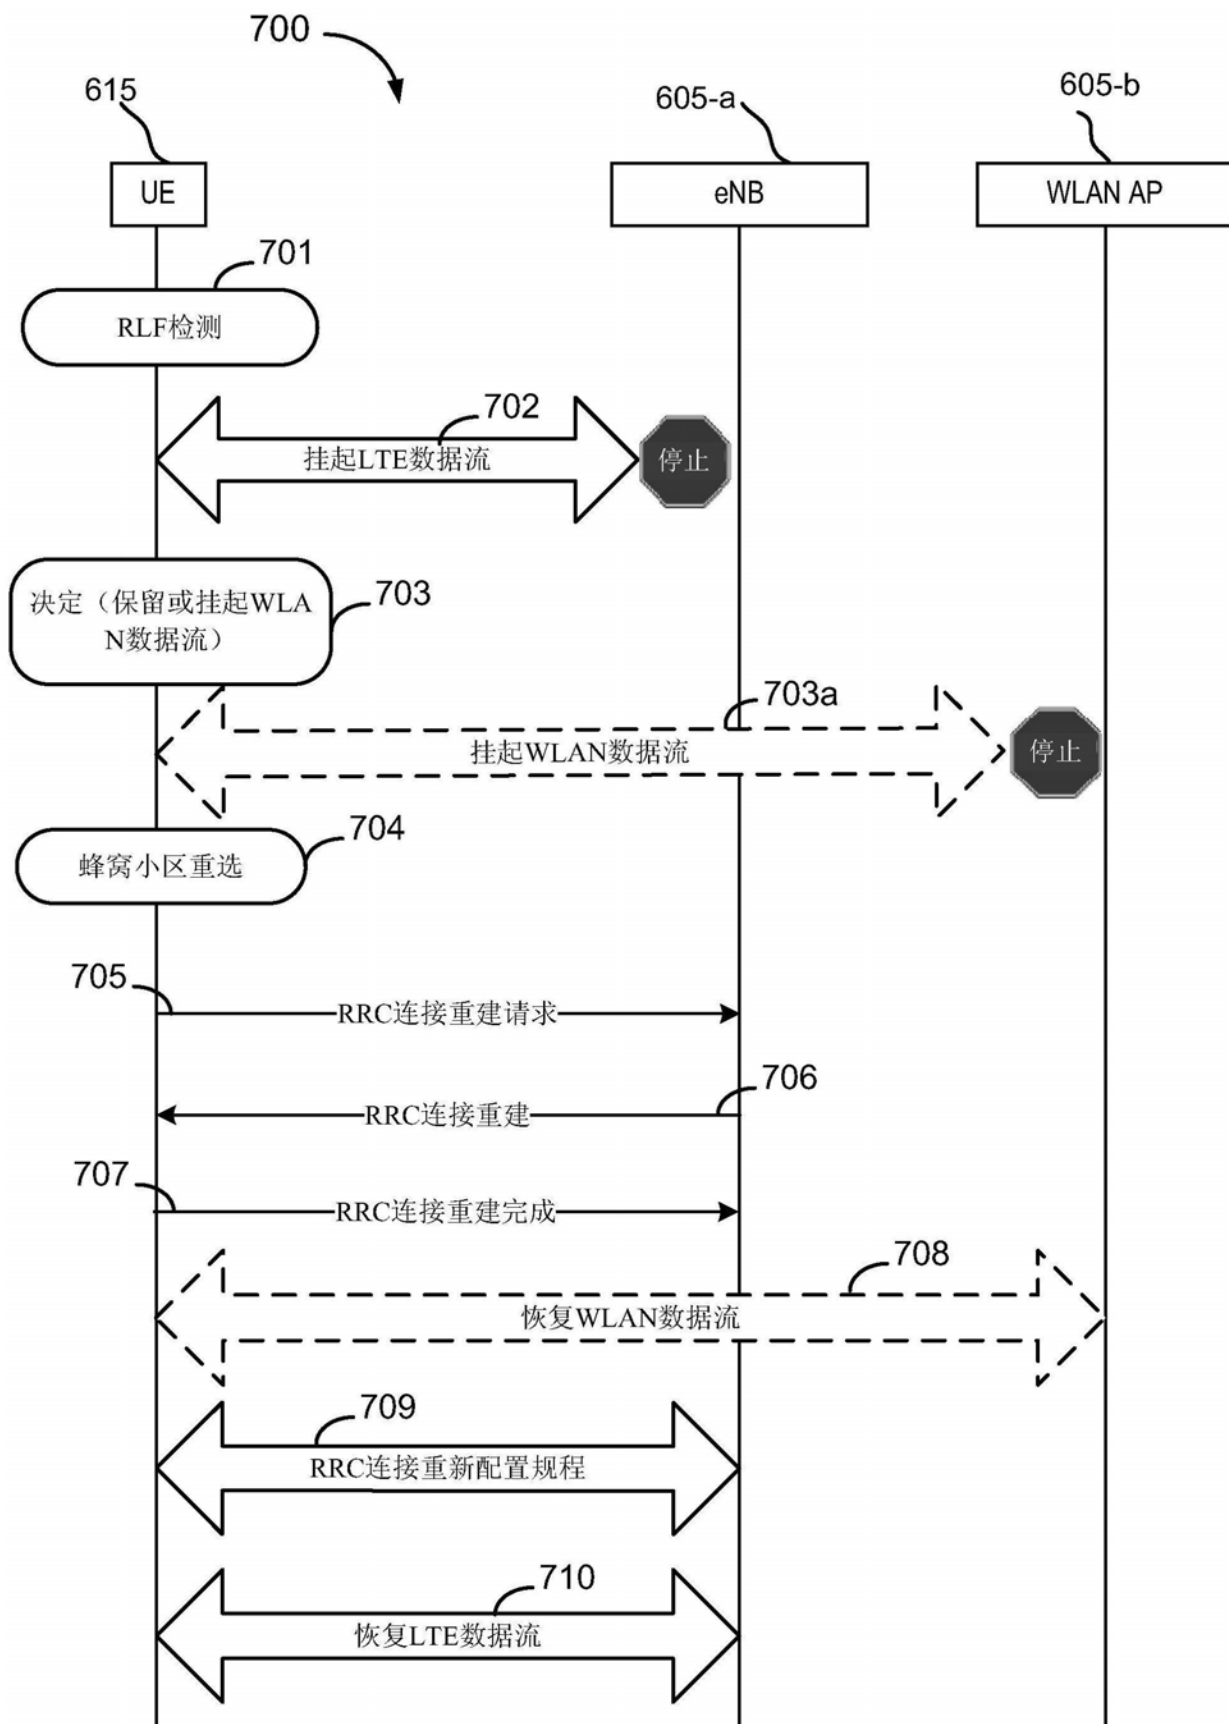 700
615
605-a
605-b
UE
eNB
WLAN AP
701
RLF检测
702
挂起LTE数据流
停止
703
决定（保留或挂起WLA
N数据流）
703a
挂起WLAN数据流
停止
704
蜂窝小区重选
705
RRC连接重建请求
706
RRC连接重建
707
RRC连接重建完成
708
恢复WLAN数据流
709
RRC连接重新配置规程
710
恢复LTE数据流